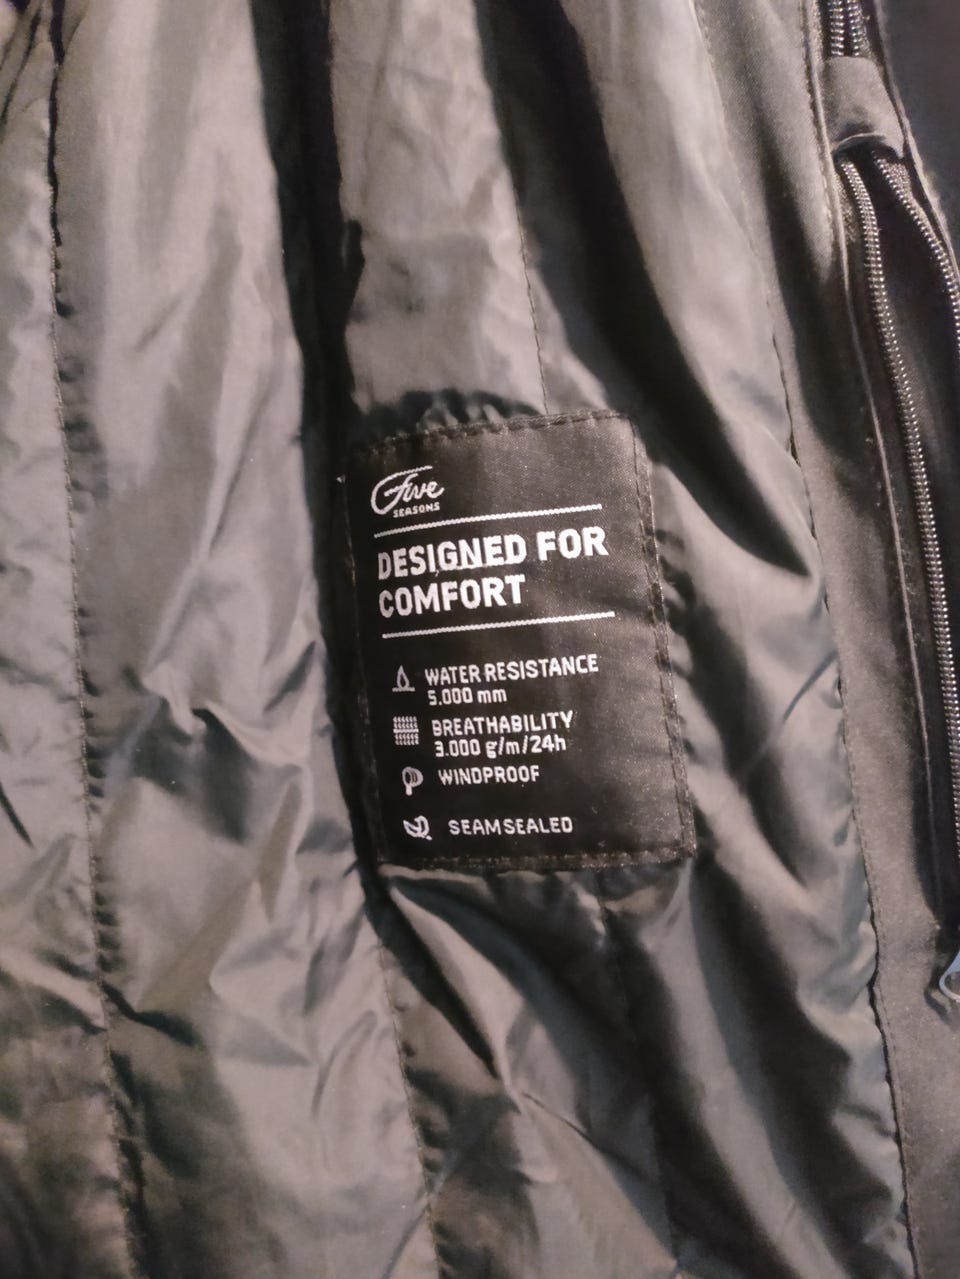 Five
SEASONS
DESIGNED FOR
COMFORT
WATER RESISTANCE
5.000 mm
BREATHABILITY
3.000 g/m/24h
WINDPROOF
SEAMSEALED